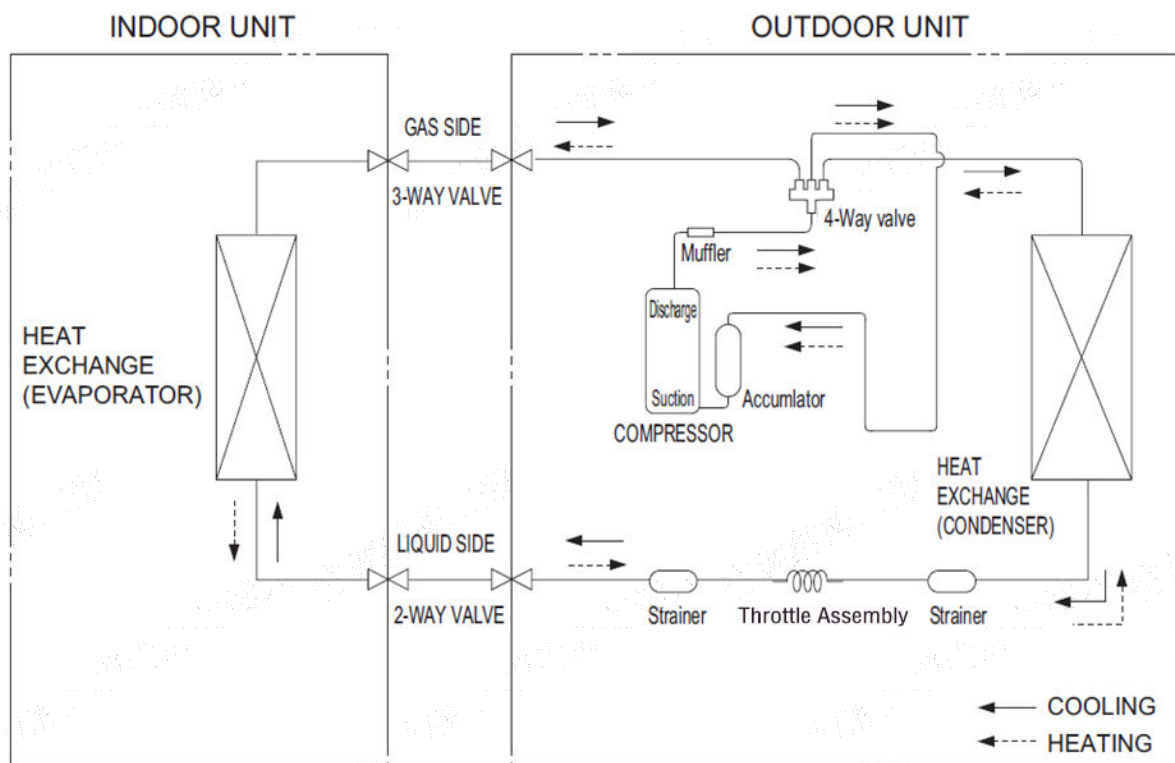 INDOOR UNIT
OUTDOOR UNIT
GAS SIDE
3-WAY VALVE
4-Way valve
Muffler
Discharge
Suction
Accumlator
COMPRESSOR
HEAT
EXCHANGE
(EVAPORATOR)
HEAT
EXCHANGE
(CONDENSER)
LIQUID SIDE
2-WAY VALVE
Strainer
Throttle Assembly
Strainer
COOLING
HEATING